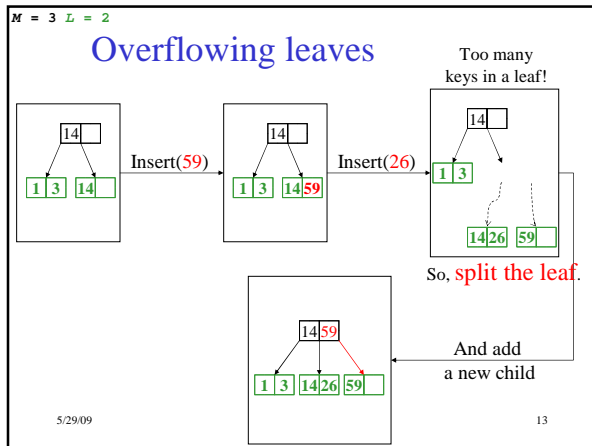 M = 3 L = 2
Overflowing leaves
Too many
keys in a leaf!
14
1 3 14
Insert(59)
14
1 3 14 59
Insert(26)
14
1 3
14 26 59
So, split the leaf.
And add
a new child
14 59
1 3 14 26 59
5/29/09
13